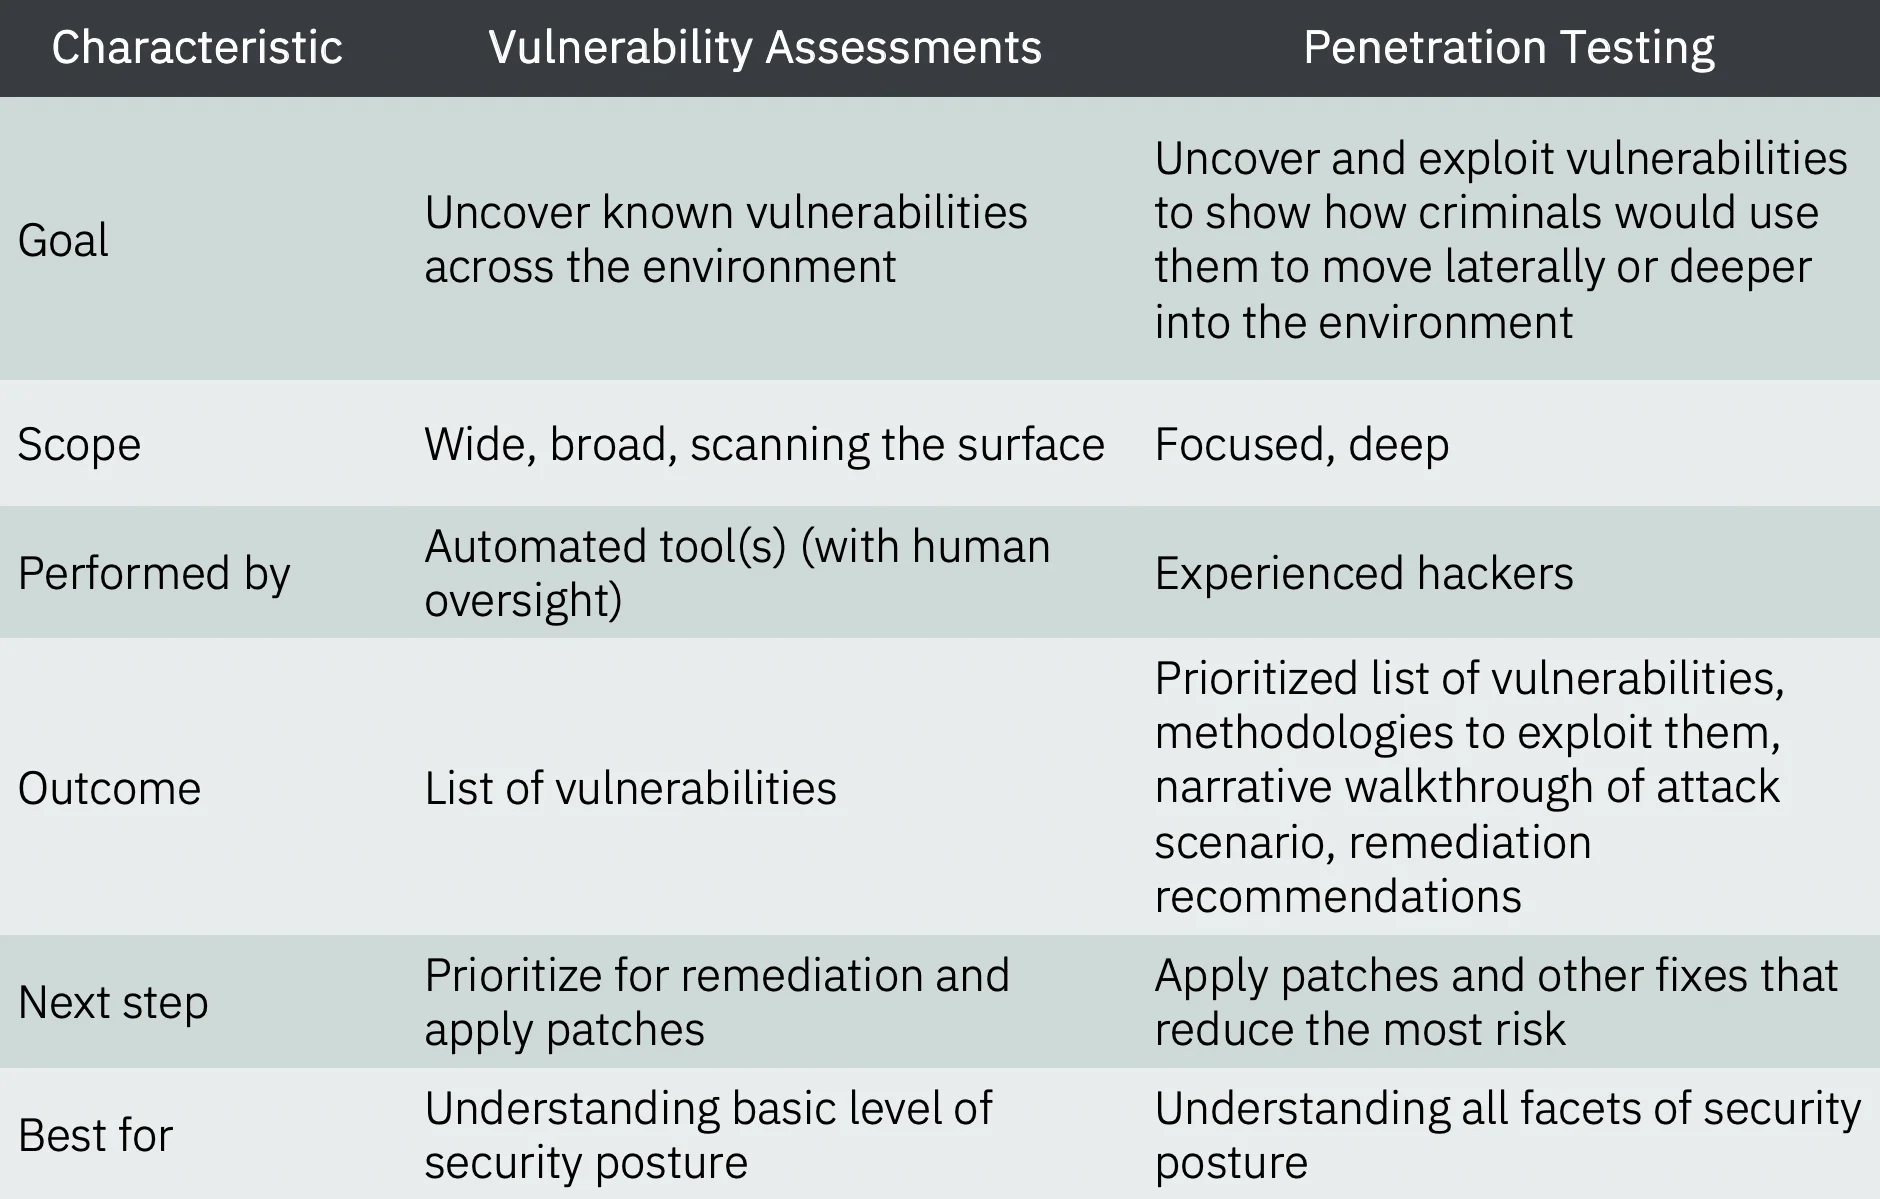 Characteristic Vulnerability Assessments Penetration Testing
Goal
Uncover known vulnerabilities
across the environment
Uncover and exploit vulnerabilities
to show how criminals would use
them to move laterally or deeper
into the environment
Scope
Wide, broad, scanning the surface
Focused, deep
Performed by
Automated tool(s) (with human
oversight)
Experienced hackers
Outcome
List of vulnerabilities
Prioritized list of vulnerabilities,
methodologies to exploit them,
narrative walkthrough of attack
scenario, remediation
recommendations
Next step
Prioritize for remediation and
apply patches
Apply patches and other fixes that
reduce the most risk
Best for
Understanding basic level of
security posture
Understanding all facets of security
posture